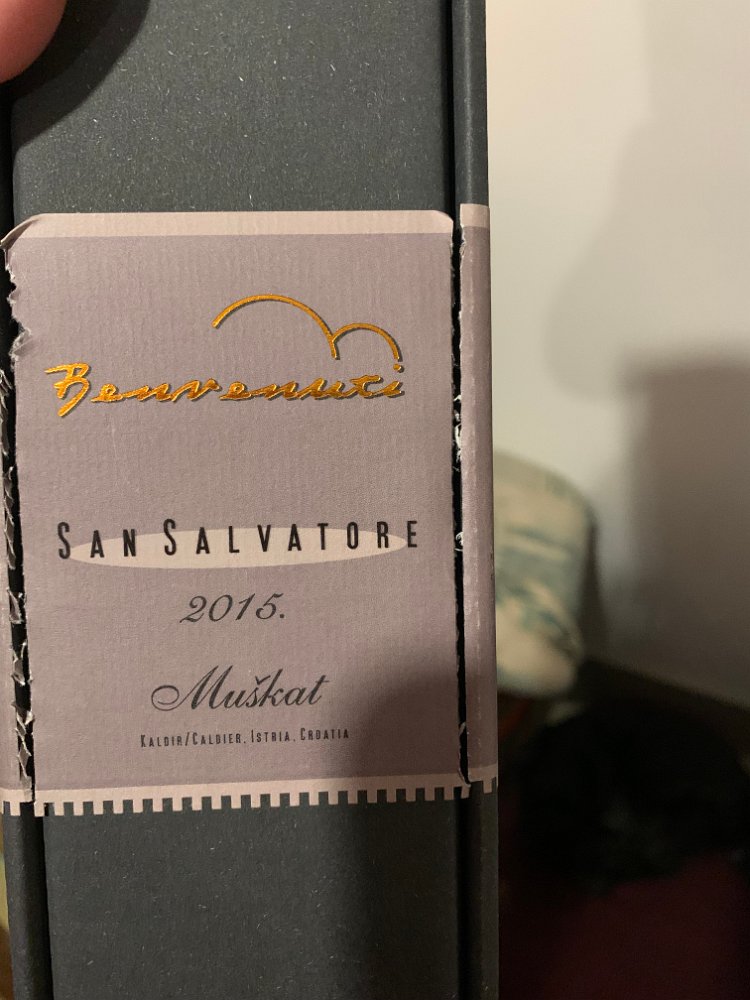 Benvenuti
SAN SALVATORE
2015.
Muškat
KALDIR/CALDIER, ISTRIA, CROATIA